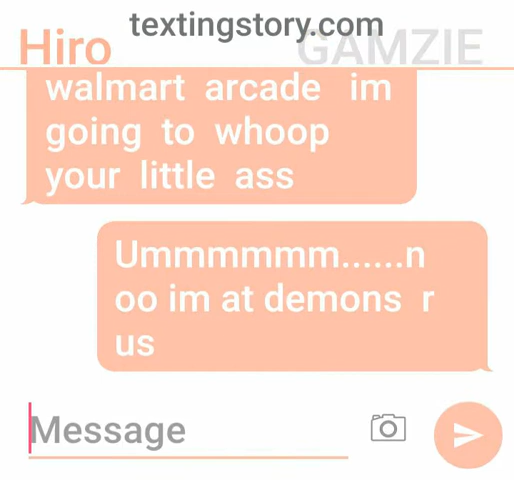 textingstory.com
Hiro GAMZIE
walmart arcade im
going to whoop
your little ass
Ummmmmm......n
oo im at demons r
us
Message